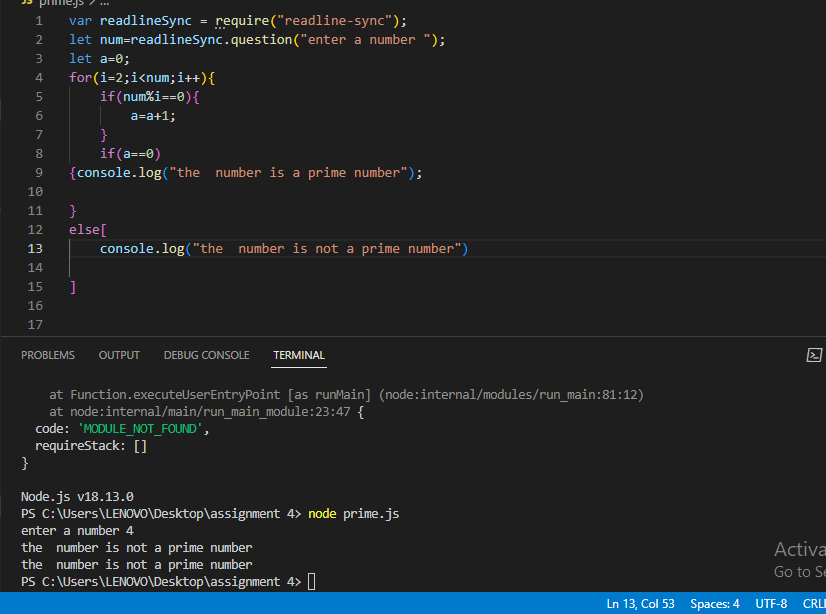 JS prime.js > ...
1 var readlineSync = require("readline-sync");
2 let num=readlineSync.question("enter a number ");
3 let a=0;
4 for(i=2;i<num;i++){
5 if(num%i==0){
6 a=a+1;
7 }
8 if(a==0)
9 {console.log("the  number is a prime number");
10
11 }
12 else[
13 console.log("the  number is not a prime number")
14
15 ]
16
17
PROBLEMS OUTPUT DEBUG CONSOLE TERMINAL
at Function.executeUserEntryPoint [as runMain] (node:internal/modules/run_main:81:12)
at node:internal/main/run_main_module:23:47 {
code: 'MODULE_NOT_FOUND',
requireStack: []
}
Node.js v18.13.0
PS C:\Users\LENOVO\Desktop\assignment 4> node prime.js
enter a number 4
the  number is not a prime number
the  number is not a prime number
PS C:\Users\LENOVO\Desktop\assignment 4>
Activa
Go to Se
Ln 13, Col 53 Spaces: 4 UTF-8 CRL